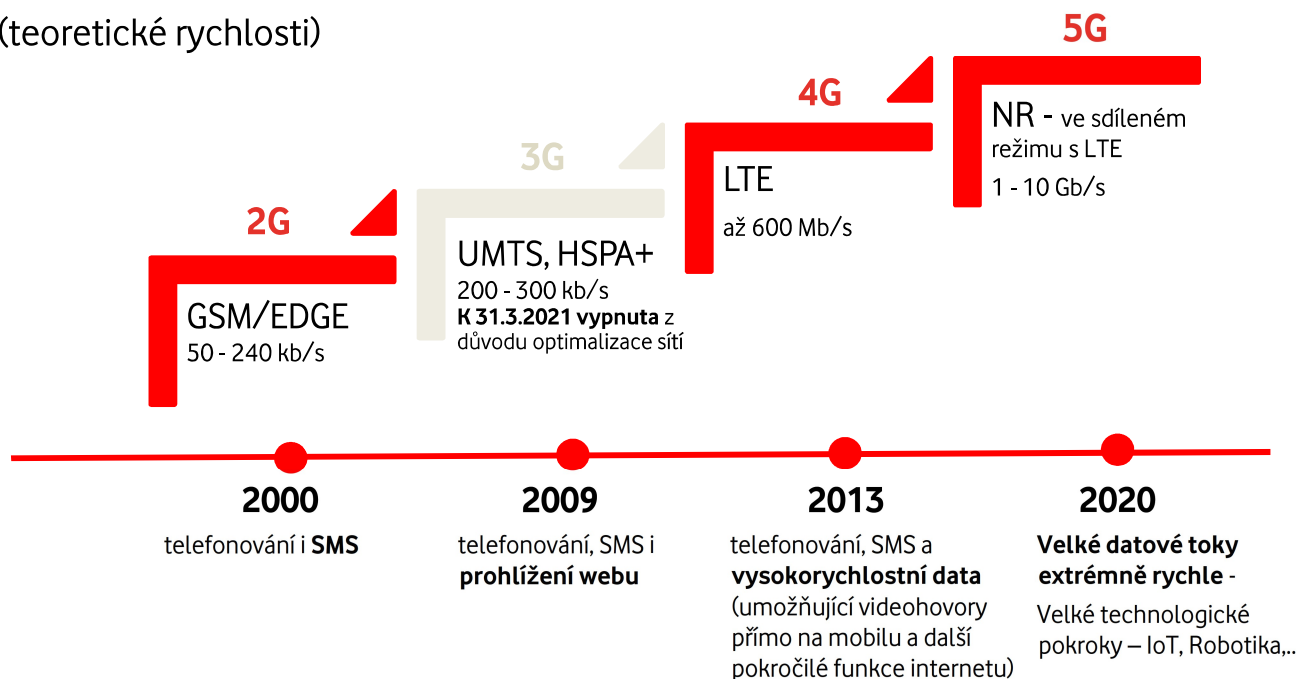 (teoretické rychlosti)
2G
GSM/EDGE
50 - 240 kb/s
3G
UMTS, HSPA+
200 - 300 kb/s
K 31.3.2021 vypnuta z
důvodu optimalizace sítí
4G
LTE
až 600 Mb/s
5G
NR - ve sdíleném
režimu s LTE
1 - 10 Gb/s
2000
telefonování i SMS
2009
telefonování, SMS i
prohlížení webu
2013
telefonování, SMS a
vysokorychlostní data
(umožňující videohovory
přímo na mobilu a další
pokročilé funkce internetu)
2020
Velké datové toky
extrémně rychle -
Velké technologické
pokroky – IoT, Robotika,..